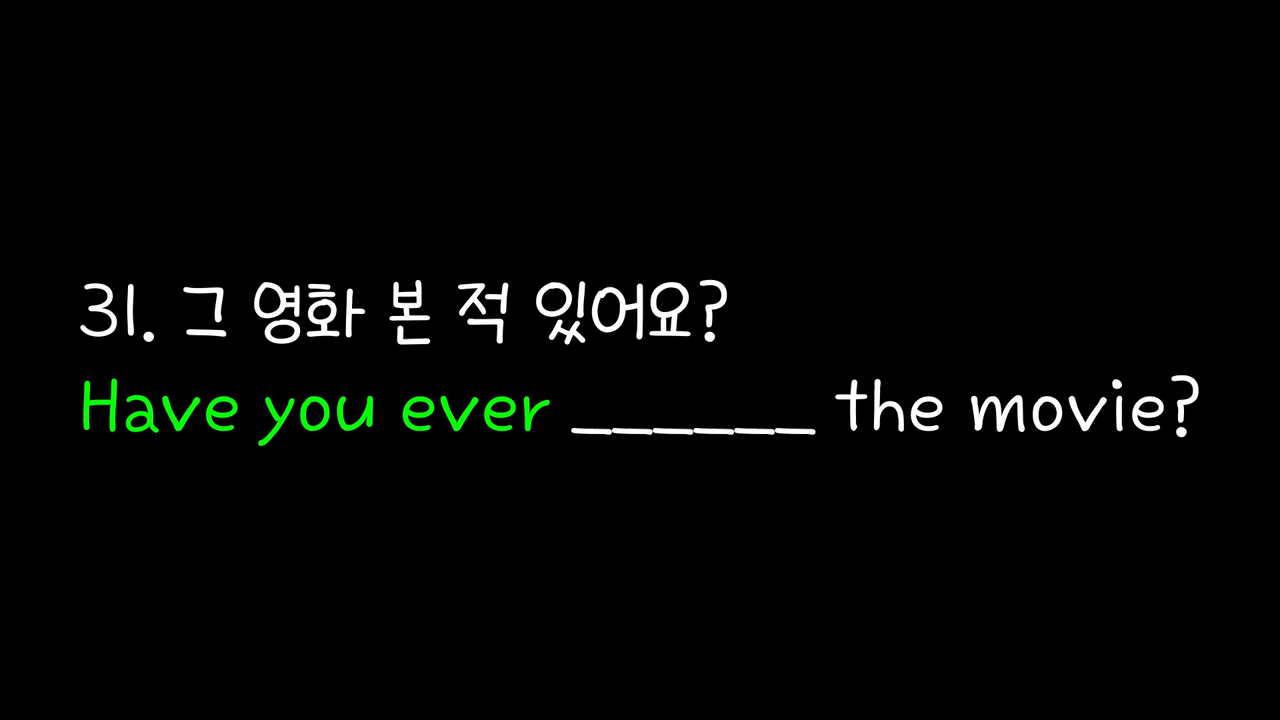 31. 그 영화 본 적 있어요?
Have you ever ______ the movie?